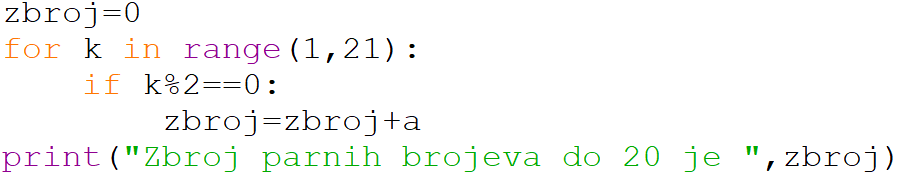 zbroj=0
for k in range(1,21):
    if k%2==0:
        zbroj=zbroj+a
print("Zbroj parnih brojeva do 20 je ",zbroj)